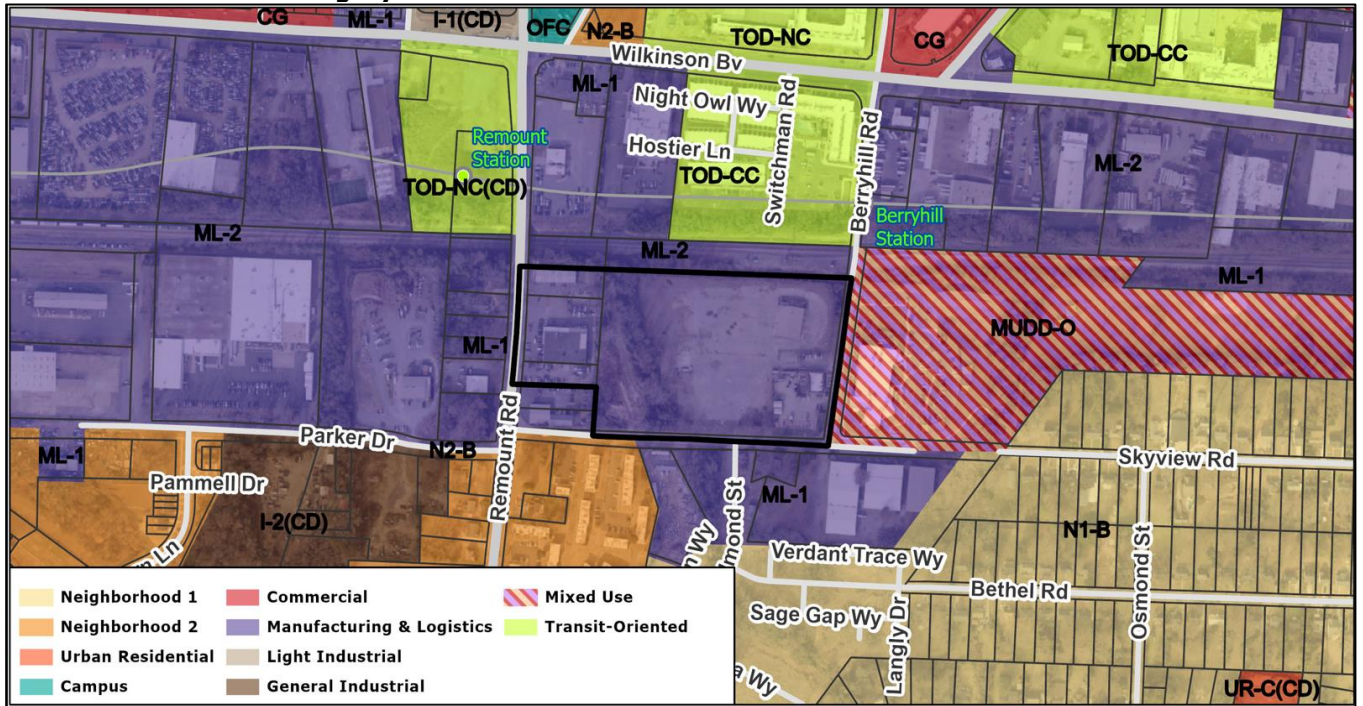 CG
ML-1
I-1(CD)
OFC
N2-B
TOD-NC
CG
TOD-CC
Wilkinson Bv
ML-1
Night Owl Wy
Switchman Rd
Berryhill Rd
Remount
Station
Hostier Ln
ML-2
TOD-NC(CD)
TOD-CC
Berryhill
Station
ML-2
ML-2
ML-1
MUDD-O
ML-1
Remount Rd
Parker Dr
N2-B
ML-1
Skyview Rd
Pammell Dr
ML-1
I-2(CD)
N1-B
Verdant Trace Wy
Bethel Rd
Osmond St
Sage Gap Wy
Langly Dr
UR-C(CD)
Neighborhood 1
Commercial
Mixed Use
Neighborhood 2
Manufacturing & Logistics
Transit-Oriented
Urban Residential
Light Industrial
Campus
General Industrial